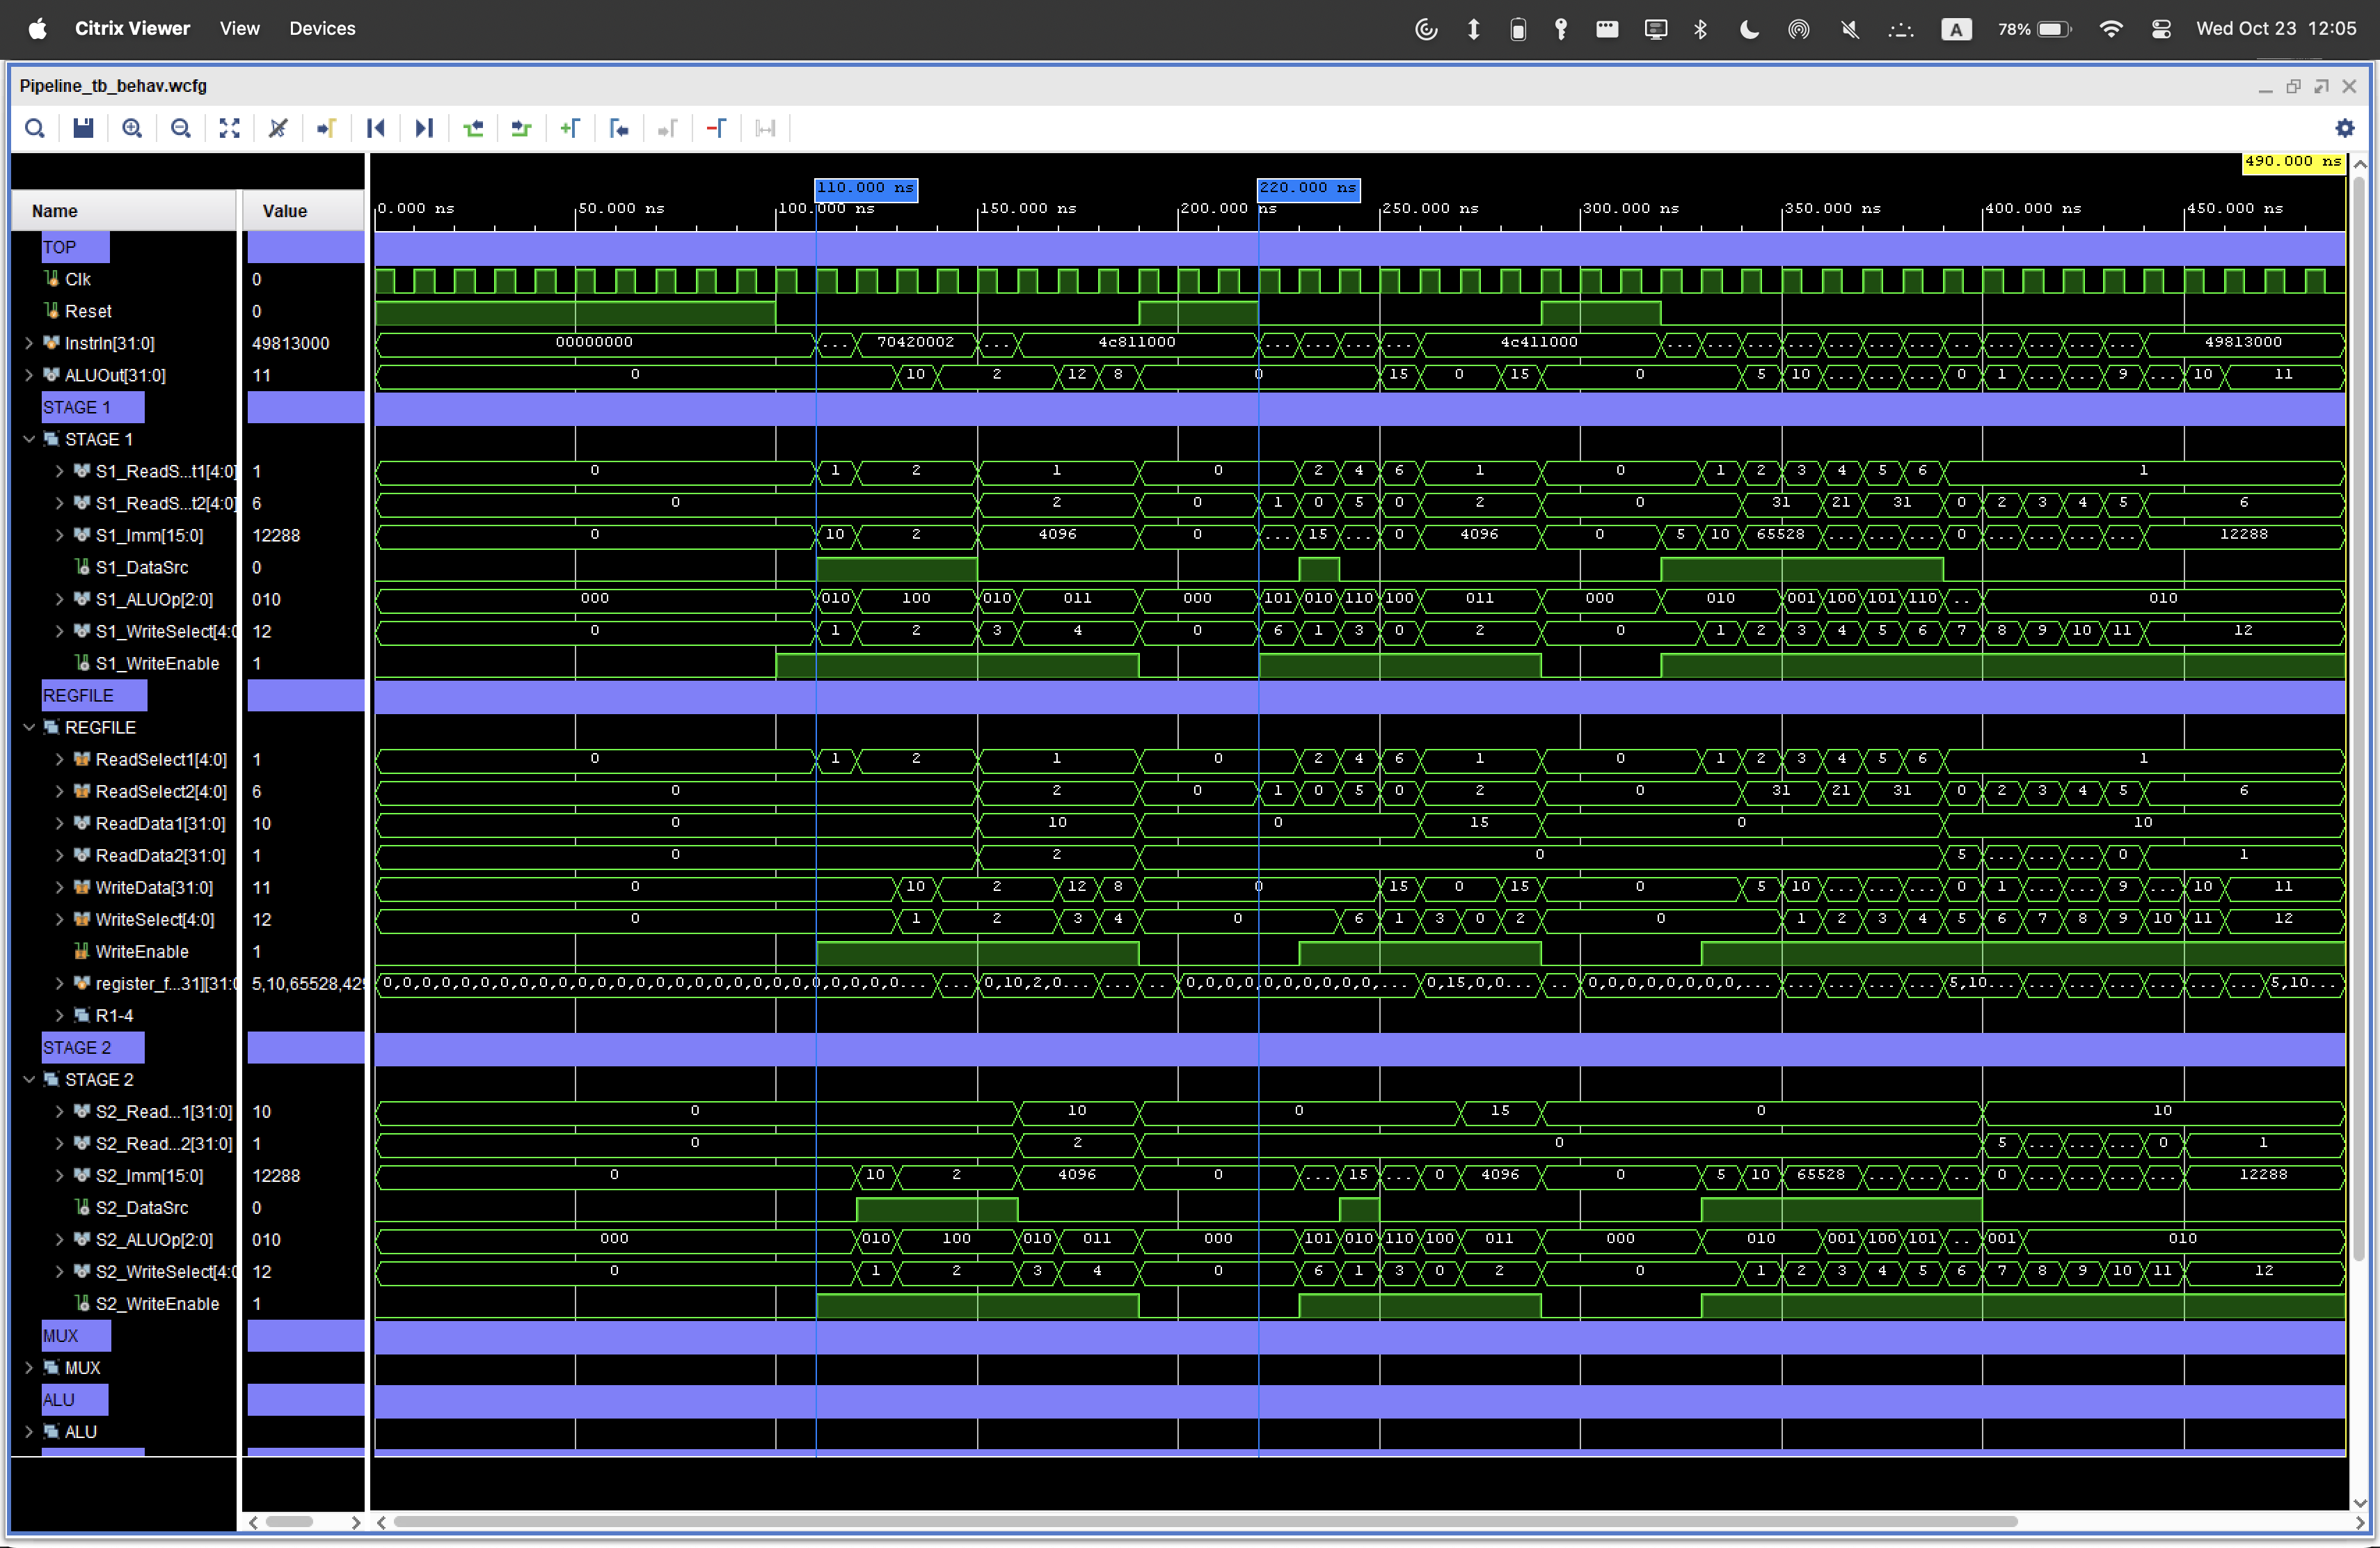 Citrix Viewer View Devices A 78% Wed Oct 23 12:05
Pipeline_tb_behav.wcfg
490.000 ns
110.000 ns 220.000 ns
Name Value 0.000 ns 50.000 ns 100.000 ns 150.000 ns 200.000 ns 250.000 ns 300.000 ns 350.000 ns 400.000 ns 450.000 ns
TOP
Clk 0
Reset 0
InstrIn[31:0] 49813000 00000000 ... 70420002 ... 4c811000 ... ... ... ... 4c411000 ... ... ... ... ... ... ... ... ... ... ... ... 49813000
ALUOut[31:0] 11 0 10 2 12 8 0 15 0 15 0 5 10 ... ... ... 0 1 ... ... 9 ... 10 11
STAGE 1
STAGE 1
S1_ReadS...t1[4:0] 1 0 1 2 1 0 2 4 6 1 0 1 2 3 4 5 6 1
S1_ReadS...t2[4:0] 6 0 2 0 1 0 5 0 2 0 31 21 31 0 2 3 4 5 6
S1_Imm[15:0] 12288 0 10 2 4096 0 ... 15 ... 0 4096 0 5 10 65528 ... ... ... 0 ... ... ... ... 12288
S1_DataSrc 0
S1_ALUOp[2:0] 010 000 010 100 010 011 000 101 010 110 100 011 000 010 001 100 101 110 .. 010
S1_WriteSelect[4:0 12 0 1 2 3 4 0 6 1 3 0 2 0 1 2 3 4 5 6 7 8 9 10 11 12
S1_WriteEnable 1
REGFILE
REGFILE
ReadSelect1[4:0] 1 0 1 2 1 0 2 4 6 1 0 1 2 3 4 5 6 1
ReadSelect2[4:0] 6 0 2 0 1 0 5 0 2 0 31 21 31 0 2 3 4 5 6
ReadData1[31:0] 10 0 10 0 15 0 10
ReadData2[31:0] 1 0 2 0 5 ... ... ... 0 1
WriteData[31:0] 11 0 10 2 12 8 0 15 0 15 0 5 10 ... ... ... 0 1 ... ... 9 ... 10 11
WriteSelect[4:0] 12 0 1 2 3 4 0 6 1 3 0 2 0 1 2 3 4 5 6 7 8 9 10 11 12
WriteEnable 1
register_f...31][31:0 5,10,65528,429 0,0,0,0,0,0,0,0,0,0,0,0,0,0,0,0,0,0,0,0,0,0,0,0,0,0... ... 0,10,2,0... ... .. 0,0,0,0,0,0,0,0,0,0,... 0,15,0,0... .. 0,0,0,0,0,0,0,0,... ... ... ... ... 5,10... ... ... ... ... ... 5,10...
R1-4
STAGE 2
STAGE 2
S2_Read...1[31:0] 10 0 10 0 15 0 10
S2_Read...2[31:0] 1 0 2 0 5 ... ... ... 0 1
S2_Imm[15:0] 12288 0 10 2 4096 0 ... 15 ... 0 4096 0 5 10 65528 ... ... ... 0 ... ... ... ... 12288
S2_DataSrc 0
S2_ALUOp[2:0] 010 000 010 100 010 011 000 101 010 110 100 011 000 010 001 100 101 .. 001 010
S2_WriteSelect[4:0 12 0 1 2 3 4 0 6 1 3 0 2 0 1 2 3 4 5 6 7 8 9 10 11 12
S2_WriteEnable 1
MUX
MUX
ALU
ALU